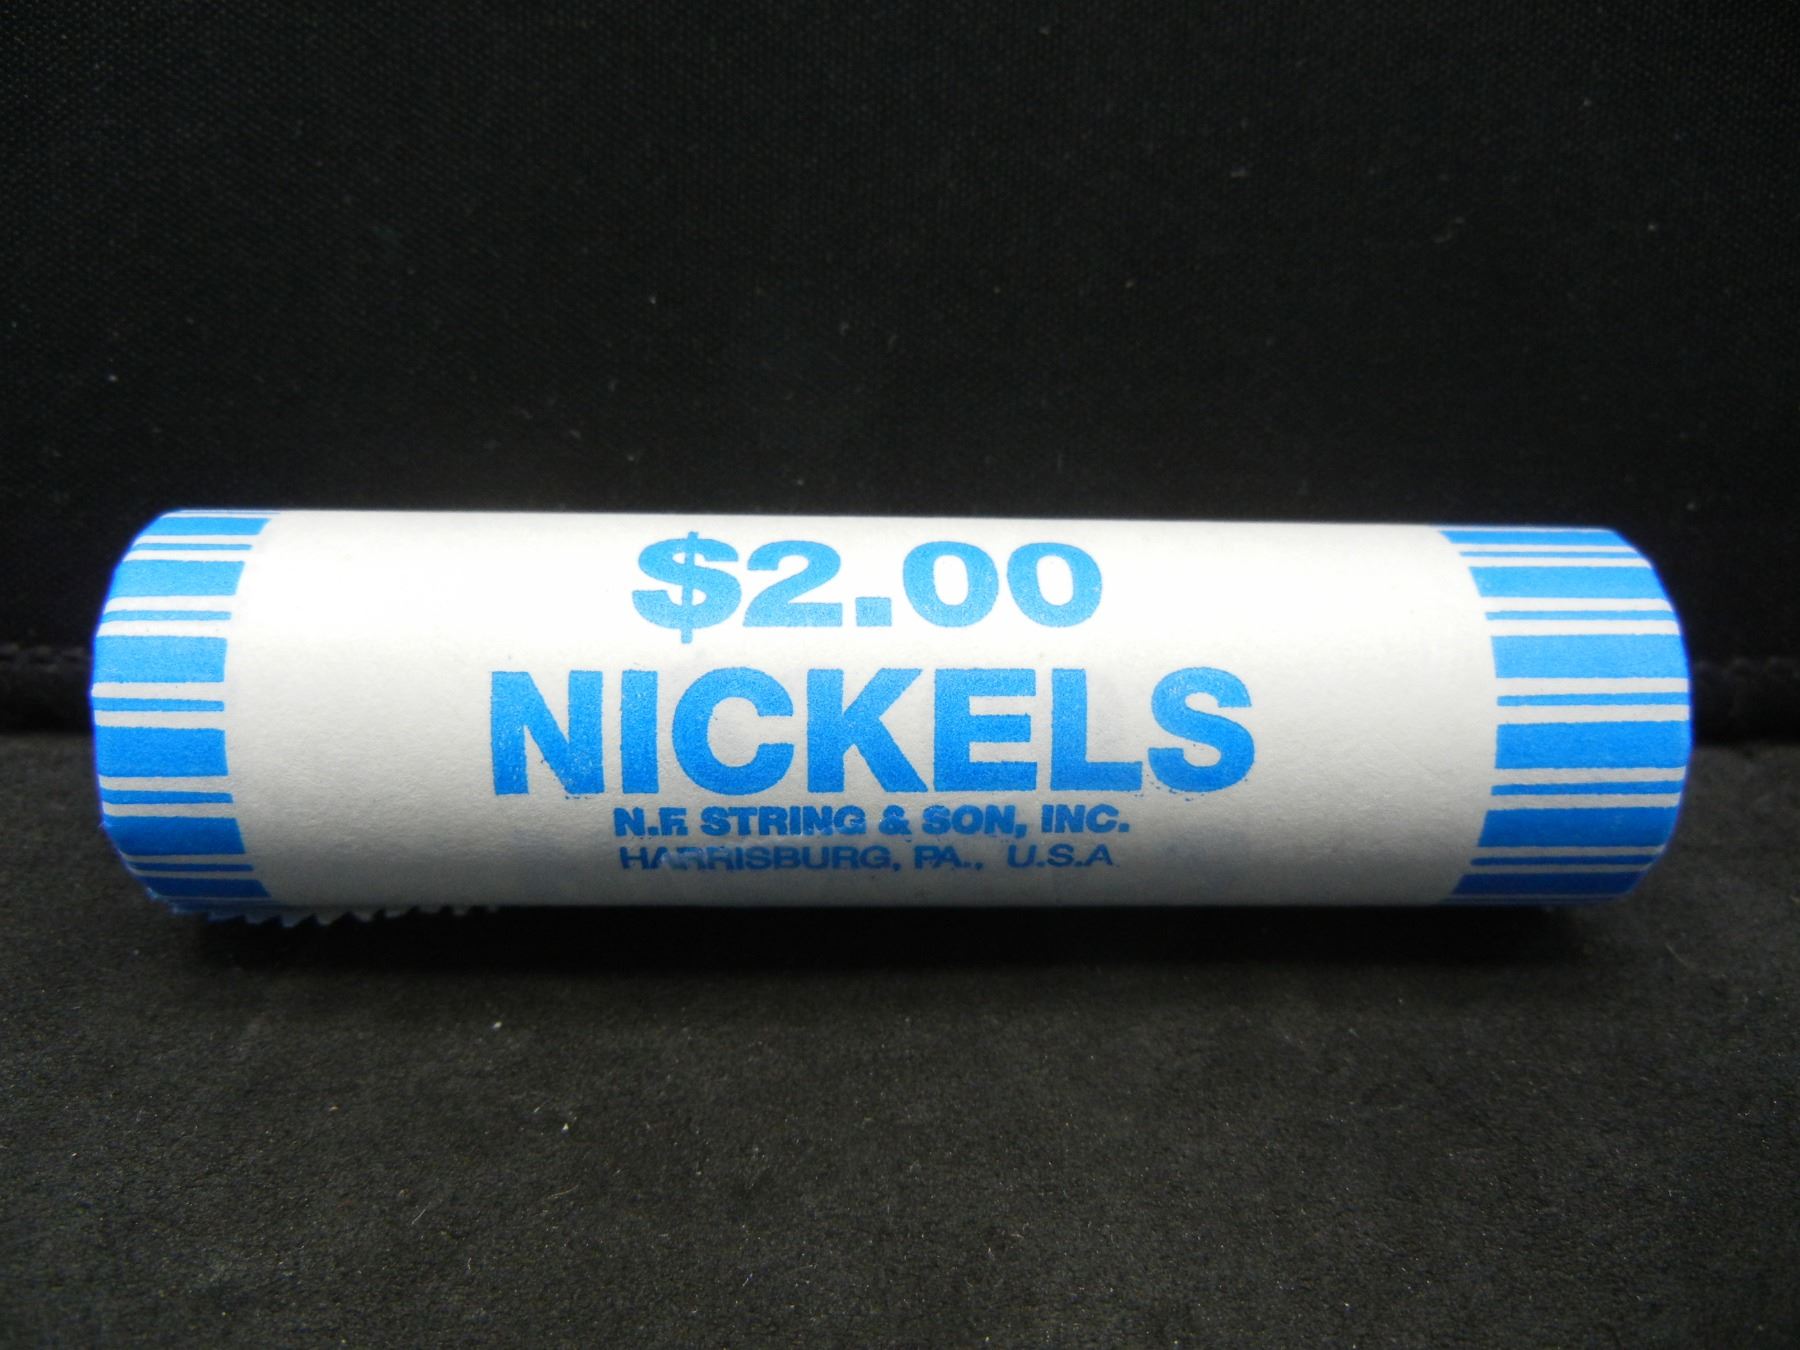 $2.00
NICKELS
N.F. STRING & SON, INC.
HARRISBURG, PA., U.S.A.